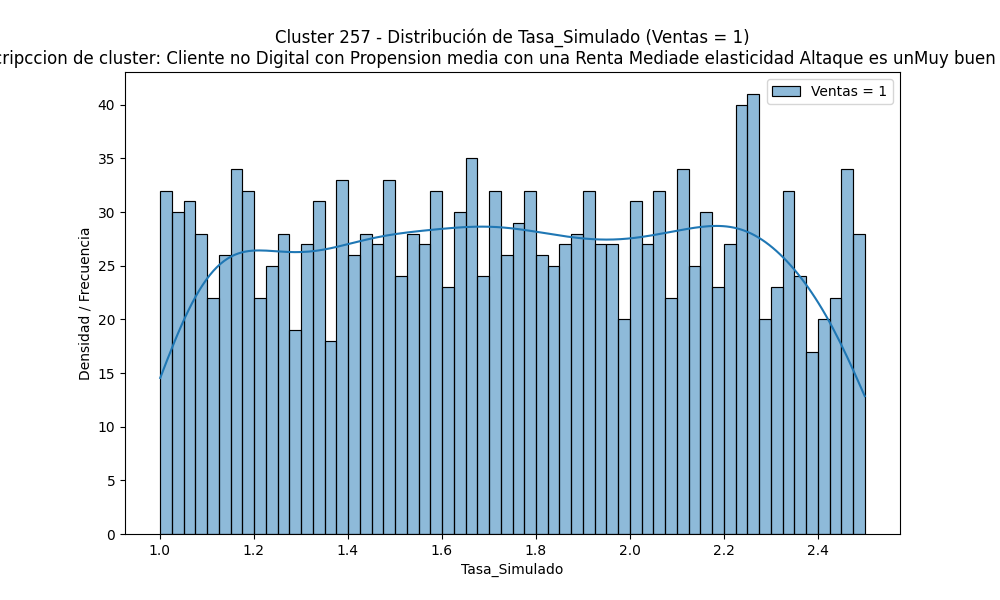 Cluster 257 - Distribución de Tasa_Simulado (Ventas = 1)
cripccion de cluster: Cliente no Digital con Propension media con una Renta Mediade elasticidad Altaque es unMuy buen
Ventas = 1
Densidad / Frecuencia
40
35
30
25
20
15
10
5
0
1.0 1.2 1.4 1.6 1.8 2.0 2.2 2.4
Tasa_Simulado